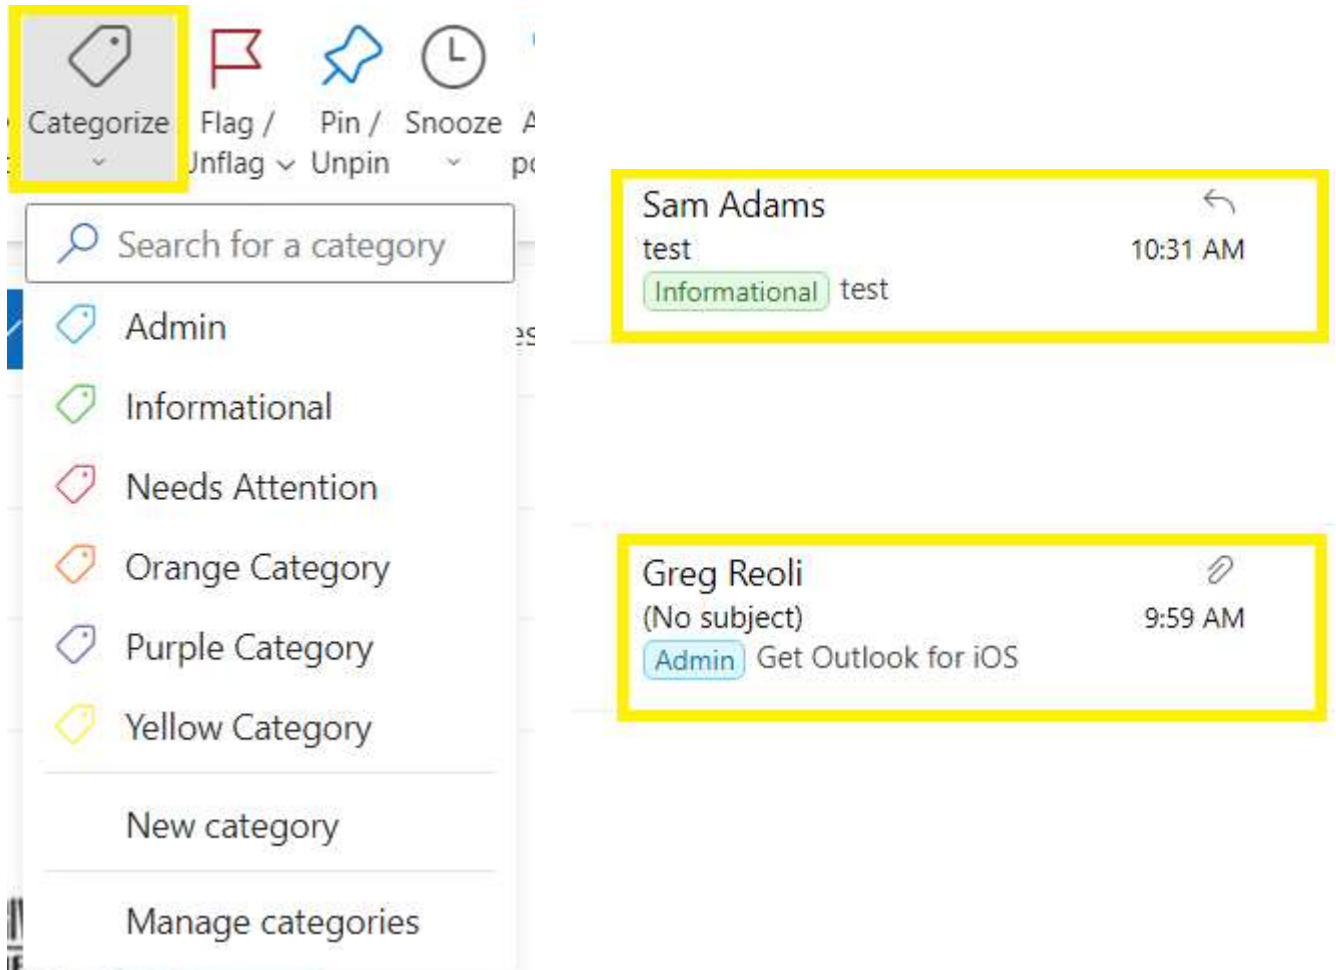 Categorize
Flag /
Unflag
Pin /
Unpin
Snooze
Search for a category
Admin
Informational
Needs Attention
Orange Category
Purple Category
Yellow Category
New category
Manage categories
Sam Adams
test
10:31 AM
Informational test
Greg Reoli
(No subject)
9:59 AM
Admin Get Outlook for iOS